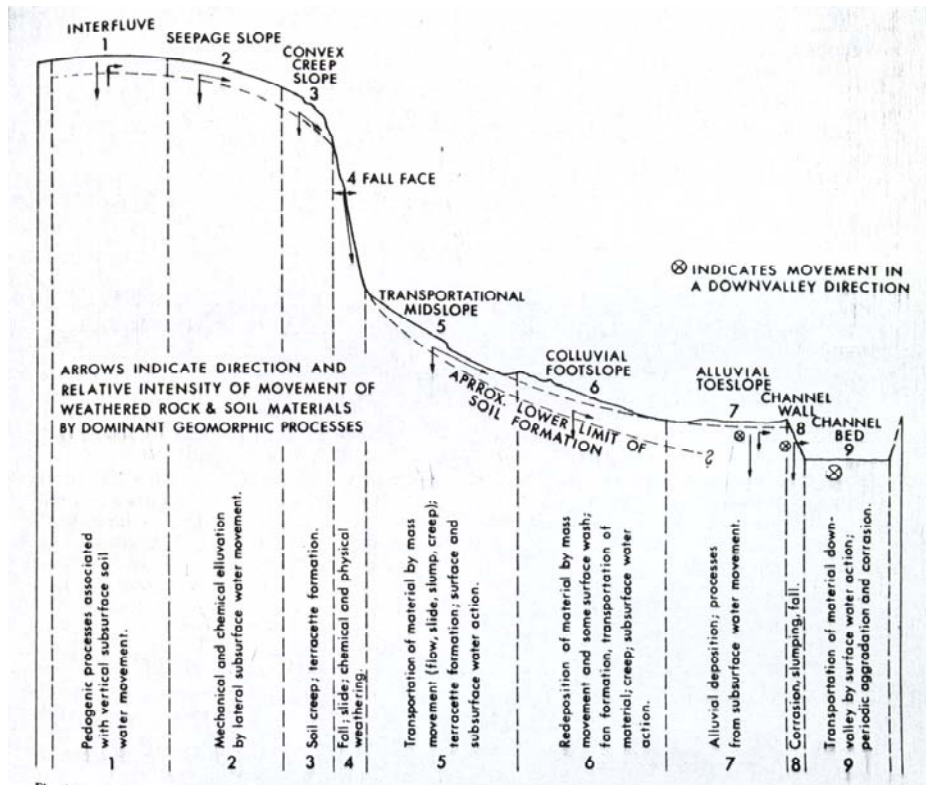 INTERFLUVE
1
SEEPAGE SLOPE
2
CONVEX
CREEP
SLOPE
3
4 FALL FACE
⊗ INDICATES MOVEMENT IN
A DOWNVALLEY DIRECTION
TRANSPORTATIONAL
MIDSLOPE
5
COLLUVIAL
FOOTSLOPE
6
ALLUVIAL
TOESLOPE
7
CHANNEL
WALL
8
CHANNEL
BED
9
ARROWS INDICATE DIRECTION AND
RELATIVE INTENSITY OF MOVEMENT OF
WEATHERED ROCK & SOIL MATERIALS
BY DOMINANT GEOMORPHIC PROCESSES
APRROX. LOWER LIMIT OF
SOIL FORMATION
?
Pedogenic processes associated
with vertical subsurface soil
water movement.
Mechanical and chemical elluvation
by lateral subsurface water movement.
Soil creep; terracette formation.
Fall; slide; chemical and physical
weathering.
Transportation of material by mass
movement (flow, slide, slump, creep);
terracette formation; surface and
subsurface water action.
Redeposition of material by mass
movement and some surface wash;
fan formation, transportation of
material; creep; subsurface water
action.
Alluvial deposition; processes
from subsurface water movement.
Corrasion, slumping, fall.
Transportation of material down-
valley by surface water action;
periodic aggradation and corrasion.
1
2
3
4
5
6
7
8
9